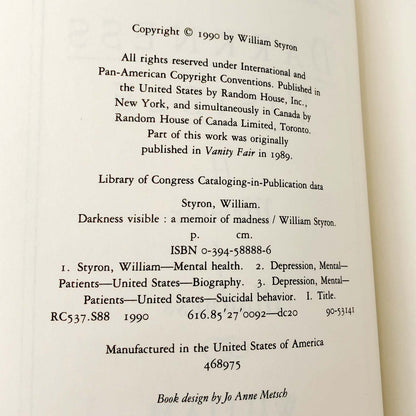 Copyright © 1990 by William Styron
All rights reserved under International and
Pan-American Copyright Conventions. Published in
the United States by Random House, Inc.,
New York, and simultaneously in Canada by
Random House of Canada Limited, Toronto.
Part of this work was originally
published in Vanity Fair in 1989.
Library of Congress Cataloging-in-Publication data
Styron, William.
Darkness visible : a memoir of madness / William Styron.
p. cm.
ISBN 0-394-58888-6
1. Styron, William—Mental health. 2. Depression, Mental—
Patients—United States—Biography. 3. Depression, Mental—
Patients—United States—Suicidal behavior. I. Title.
RC537.S88 1990 616.85'27'0092—dc20 90-53141
Manufactured in the United States of America
468975
Book design by Jo Anne Metsch